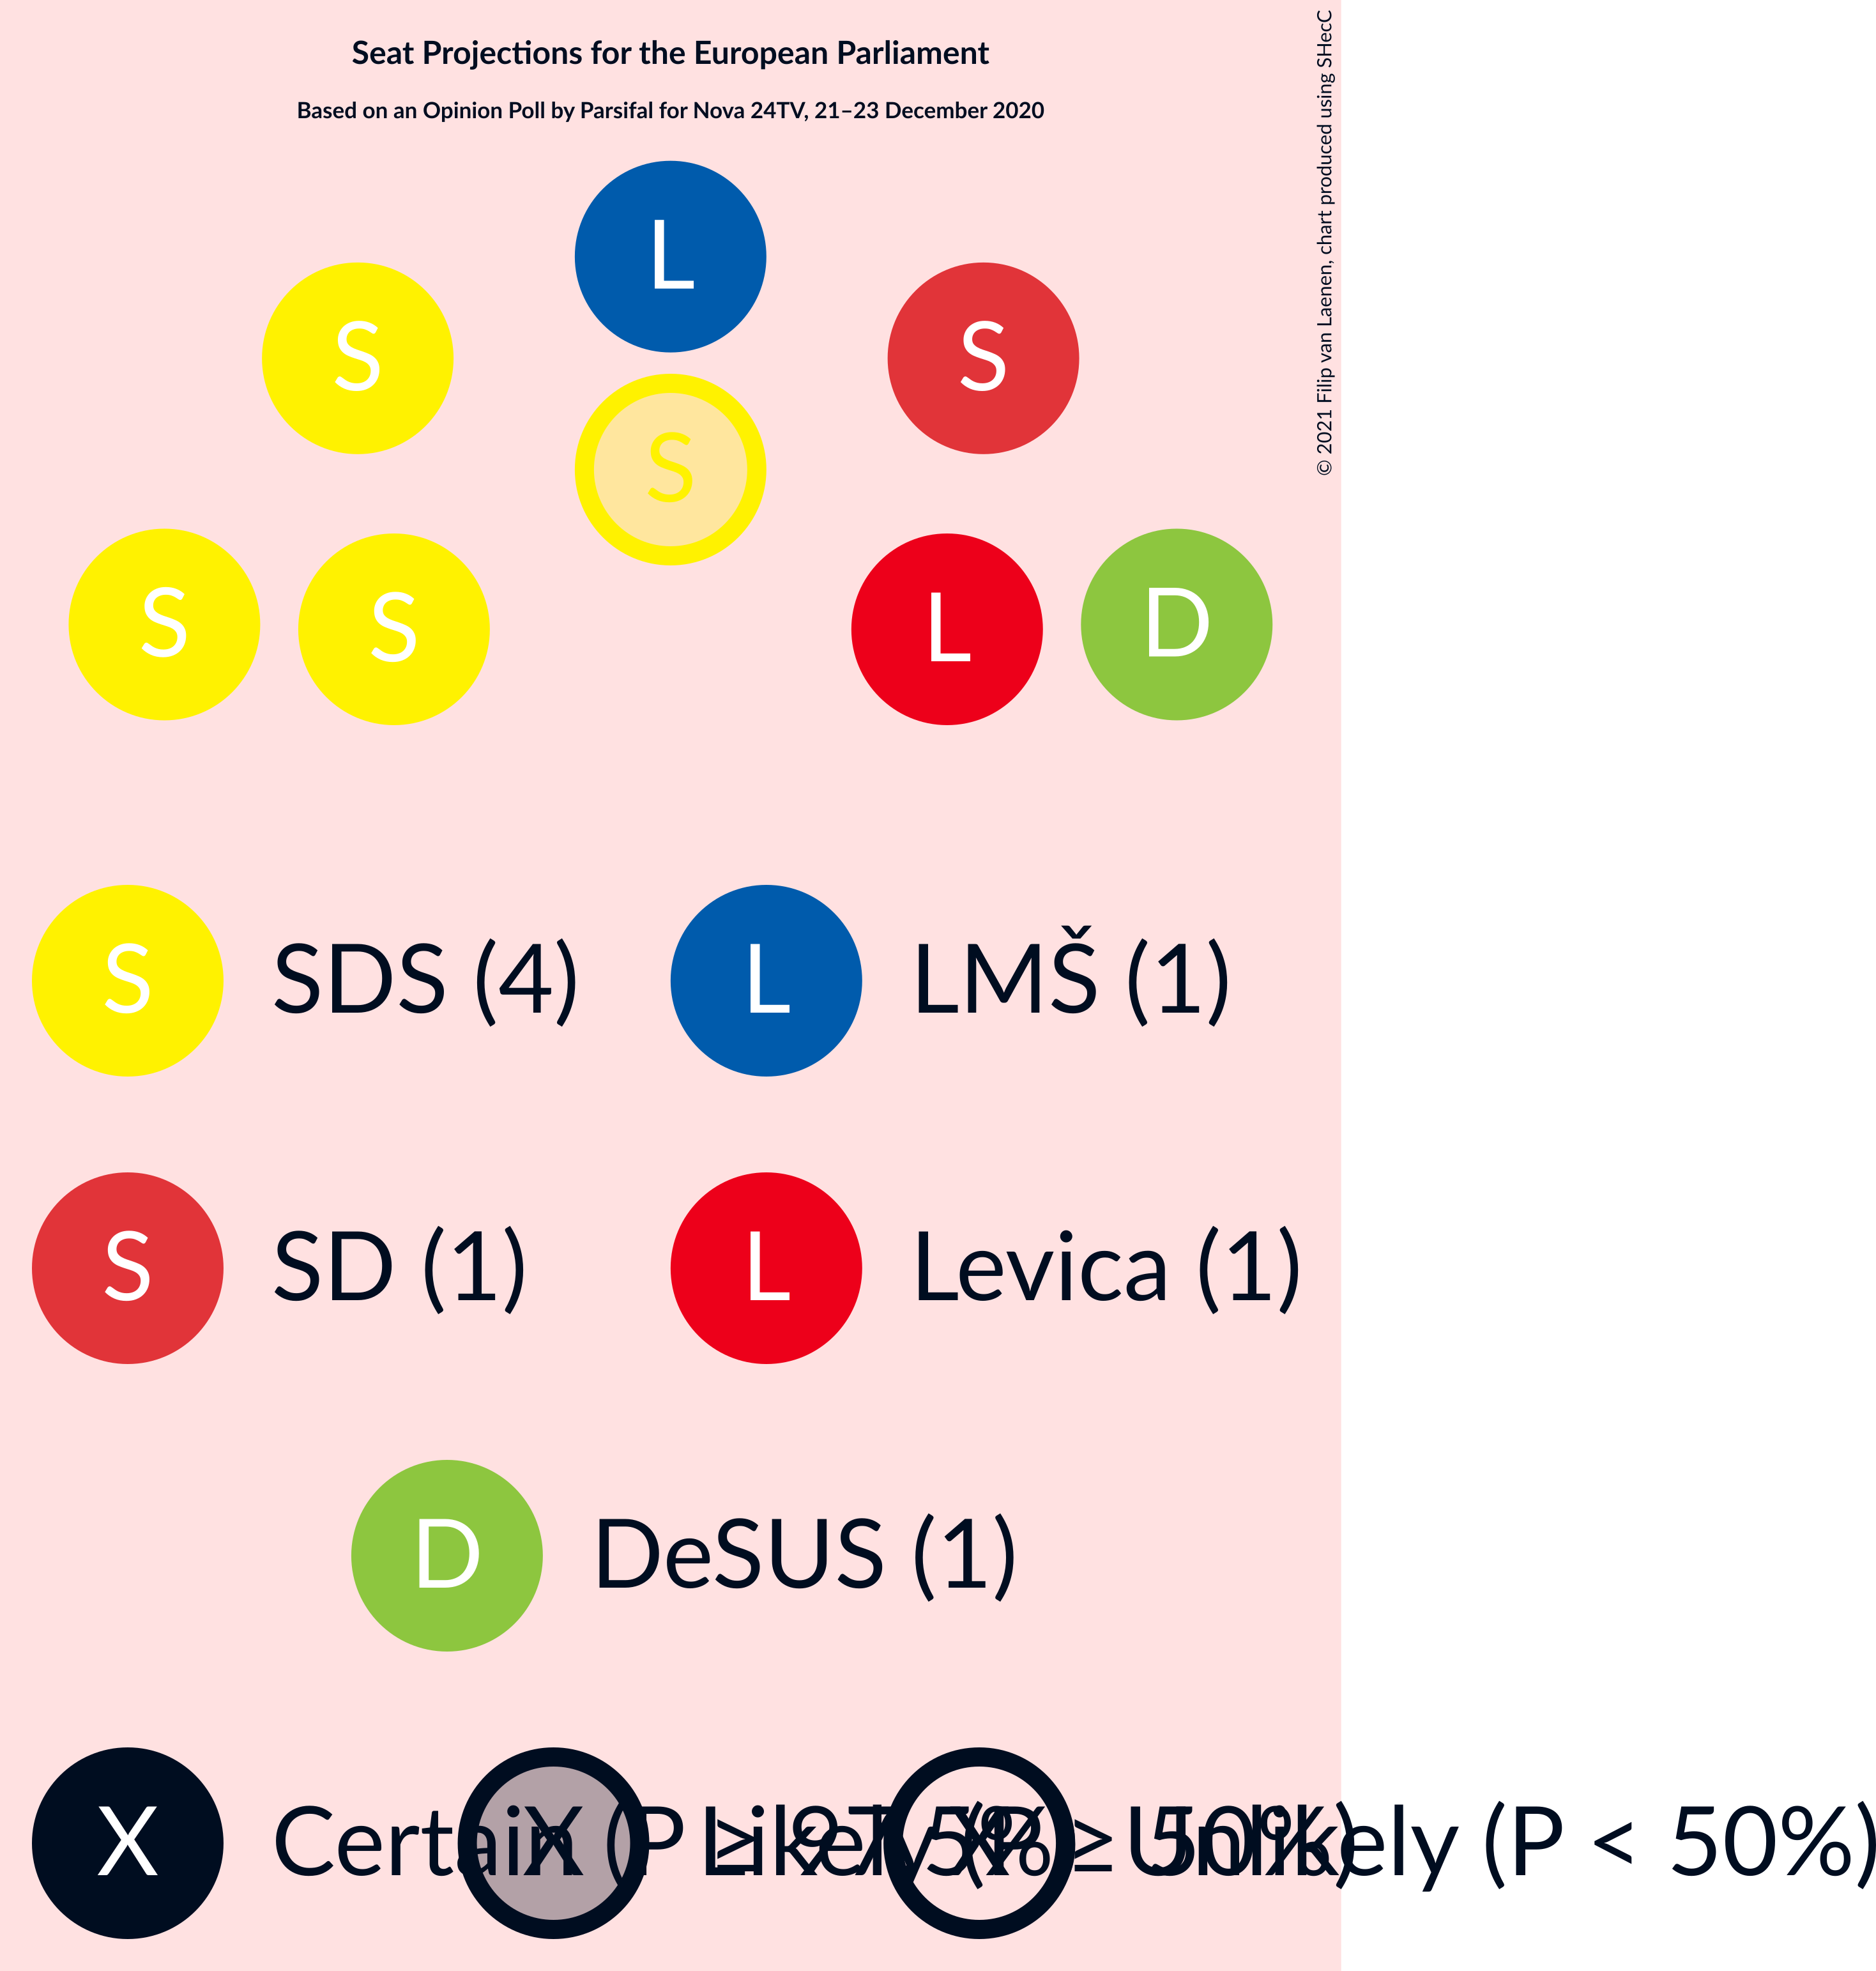 Seat Projections for the European Parliament
Based on an Opinion Poll by Parsifal for Nova 24TV, 21–23 December 2020
© 2021 Filip van Laenen, chart produced using SHecC
L
S
S
S
S
S
L
D
S SDS (4)
L LMŠ (1)
S SD (1)
L Levica (1)
D DeSUS (1)
X Certain (P
X Likely
X Unlikely (P < 50%)